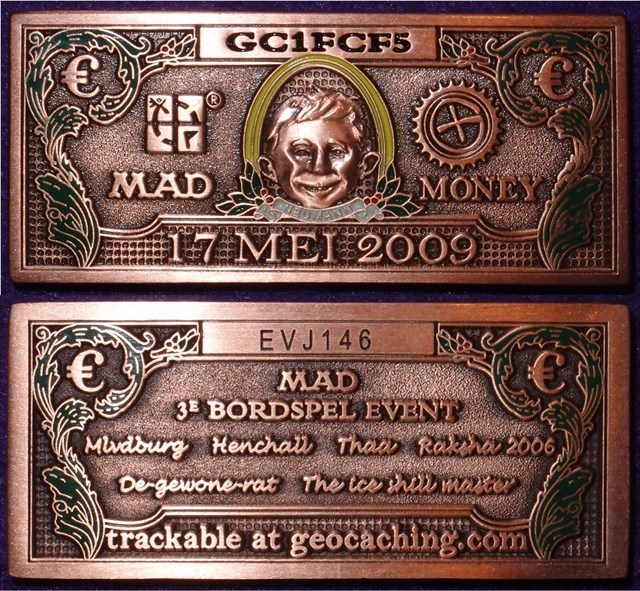 GC1FCF5
€ €
®
MAD MONEY
17 MEI 2009
EVJ146
€ €
MAD
3E BORDSPEL EVENT
Mlvdburg Henchall Thaa Raksha 2006
De-gewone-rat The ice shill master
trackable at geocaching.com